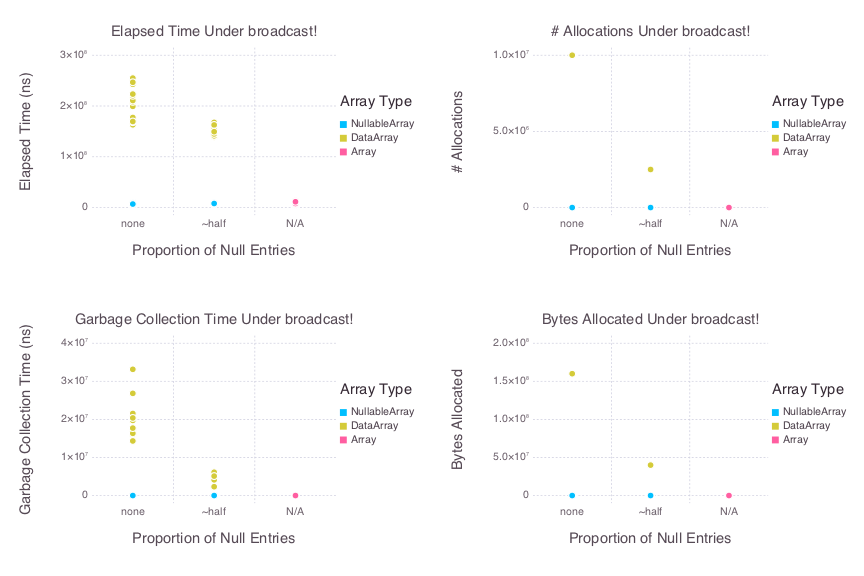 Elapsed Time Under broadcast!
Elapsed Time (ns)
3×10⁸
2×10⁸
1×10⁸
0
none
~half
N/A
Proportion of Null Entries
Array Type
NullableArray
DataArray
Array
# Allocations Under broadcast!
# Allocations
1.0×10⁷
5.0×10⁶
0
none
~half
N/A
Proportion of Null Entries
Array Type
NullableArray
DataArray
Array
Garbage Collection Time Under broadcast!
Garbage Collection Time (ns)
4×10⁷
3×10⁷
2×10⁷
1×10⁷
0
none
~half
N/A
Proportion of Null Entries
Array Type
NullableArray
DataArray
Array
Bytes Allocated Under broadcast!
Bytes Allocated
2.0×10⁸
1.5×10⁸
1.0×10⁸
5.0×10⁷
0
none
~half
N/A
Proportion of Null Entries
Array Type
NullableArray
DataArray
Array